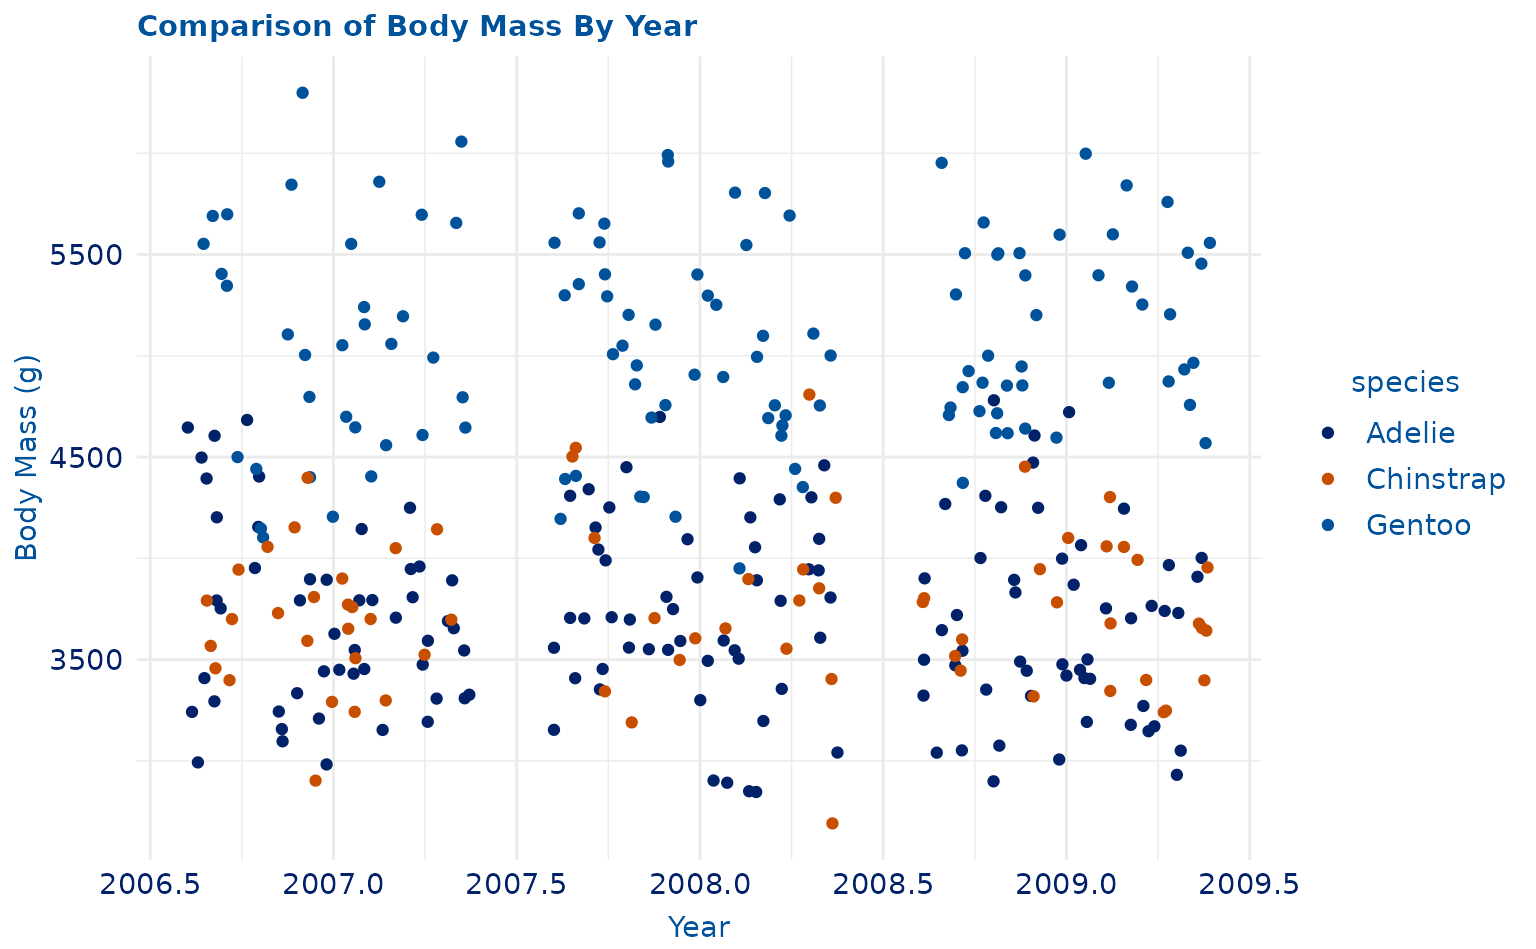 Comparison of Body Mass By Year
Body Mass (g)
5500
4500
3500
2006.5 2007.0 2007.5 2008.0 2008.5 2009.0 2009.5
Year
species
Adelie
Chinstrap
Gentoo